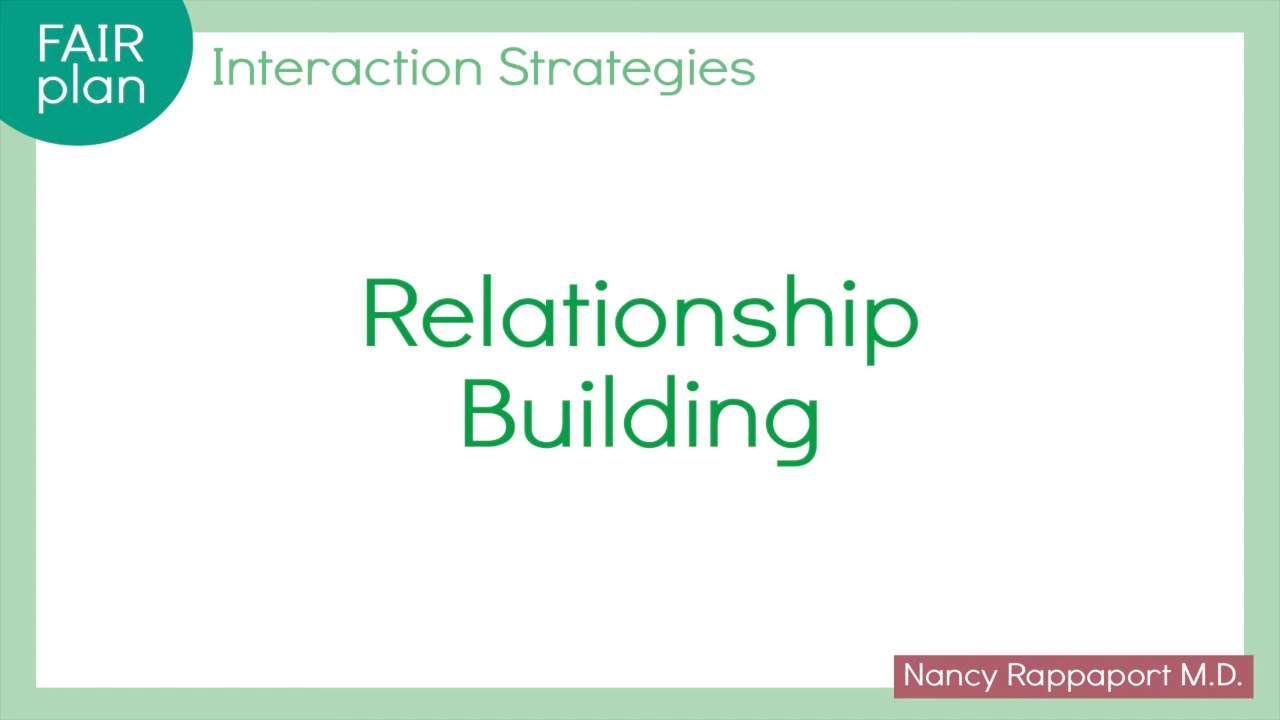 FAIR
plan
Interaction Strategies
Relationship
Building
Nancy Rappaport M.D.